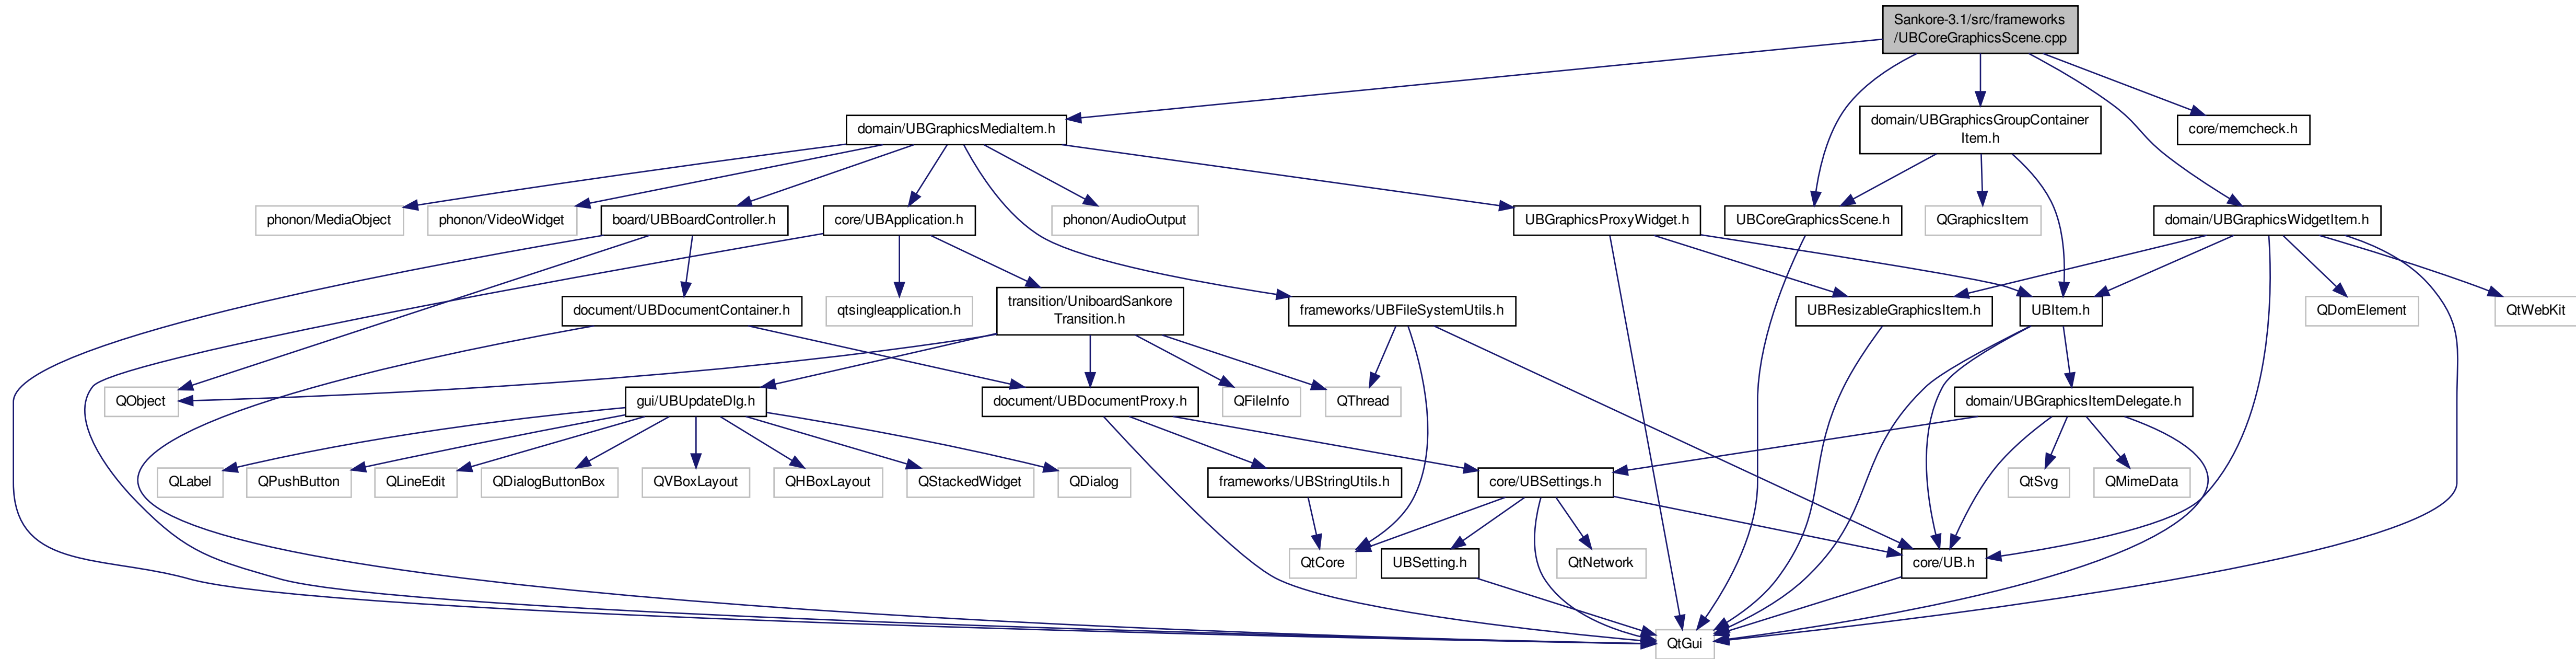 Sankore-3.1/src/frameworks
/UBCoreGraphicsScene.cpp
domain/UBGraphicsMediaItem.h
domain/UBGraphicsGroupContainer
Item.h
core/memcheck.h
phonon/MediaObject
phonon/VideoWidget
board/UBBoardController.h
core/UBApplication.h
phonon/AudioOutput
UBGraphicsProxyWidget.h
UBCoreGraphicsScene.h
QGraphicsItem
domain/UBGraphicsWidgetItem.h
document/UBDocumentContainer.h
qtsingleapplication.h
transition/UniboardSankore
Transition.h
frameworks/UBFileSystemUtils.h
UBResizableGraphicsItem.h
UBItem.h
QDomElement
QtWebKit
QObject
gui/UBUpdateDlg.h
document/UBDocumentProxy.h
QFileInfo
QThread
domain/UBGraphicsItemDelegate.h
QLabel
QPushButton
QLineEdit
QDialogButtonBox
QVBoxLayout
QHBoxLayout
QStackedWidget
QDialog
frameworks/UBStringUtils.h
core/UBSettings.h
QtSvg
QMimeData
QtCore
UBSetting.h
QtNetwork
core/UB.h
QtGui